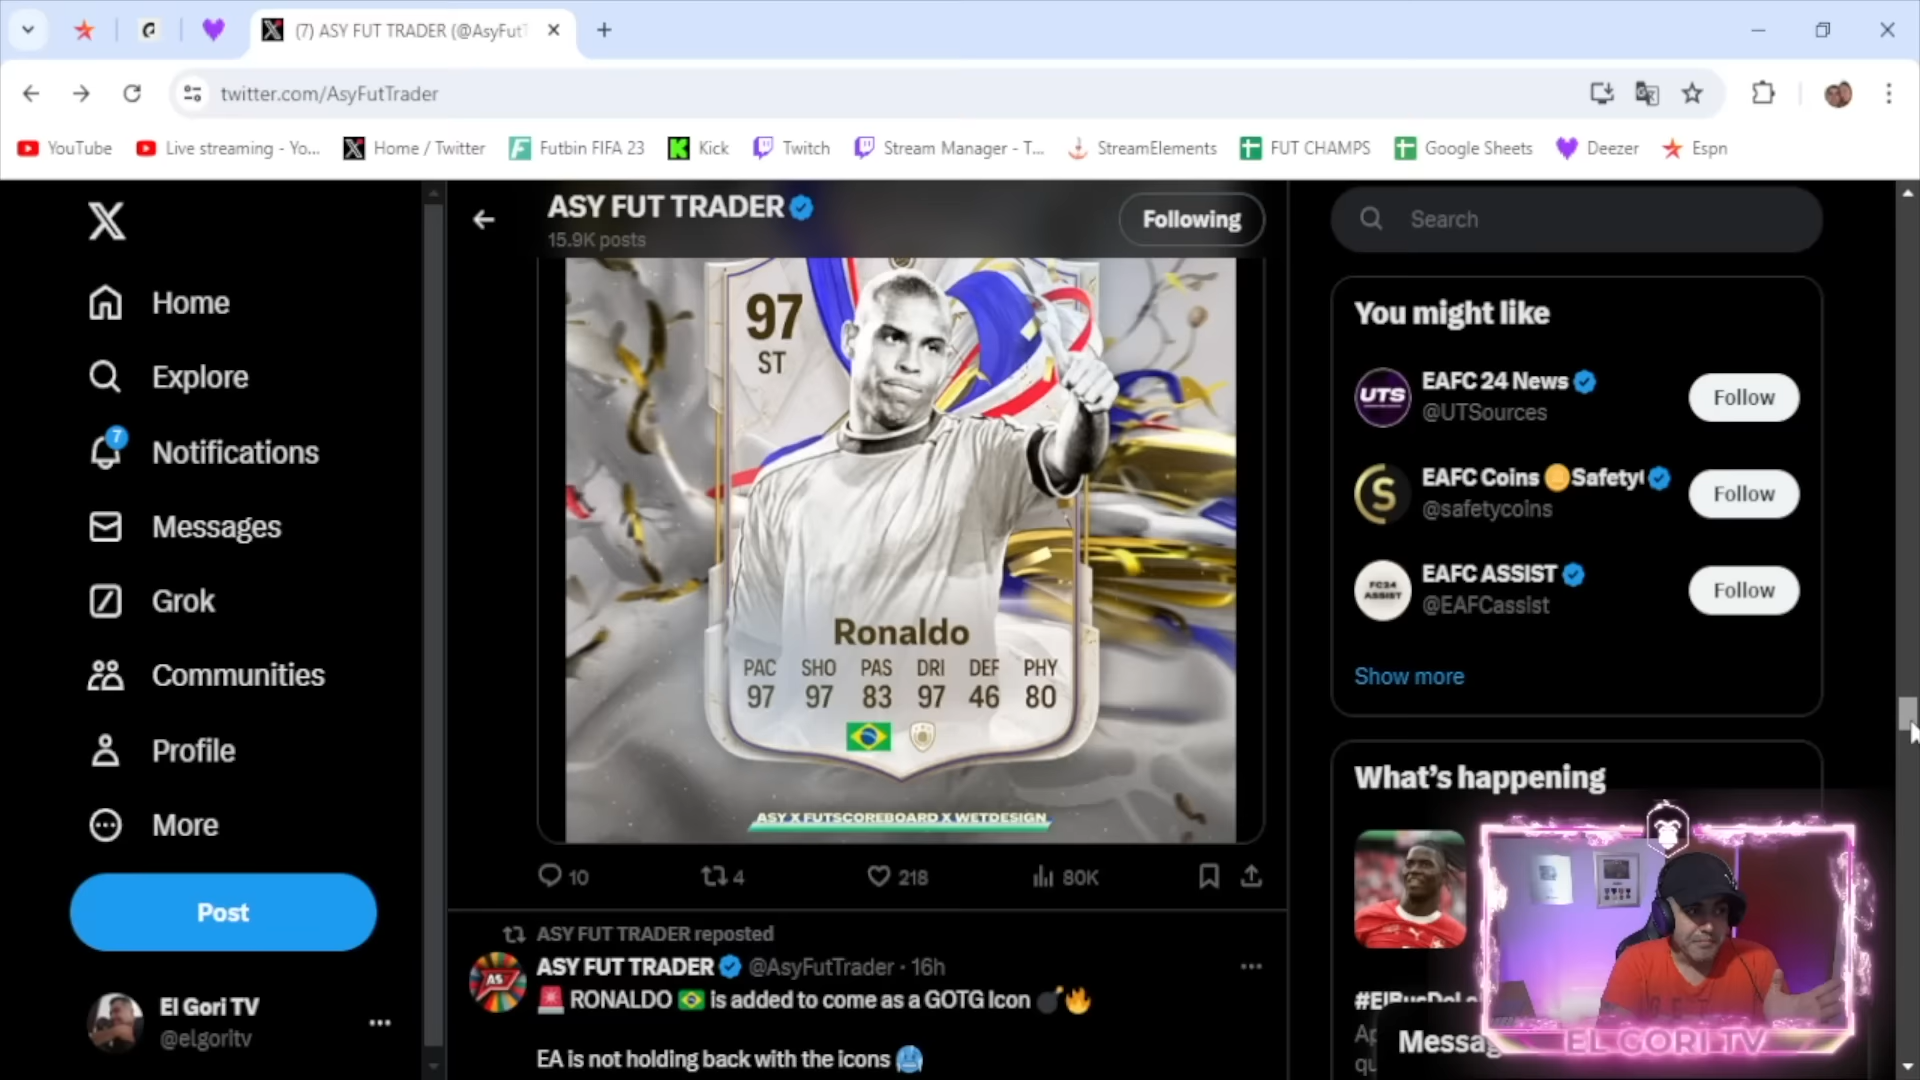 (7) ASY FUT TRADER (@AsyFutT
twitter.com/AsyFutTrader
YouTube
Live streaming - Yo...
Home / Twitter
Futbin FIFA 23
Kick
Twitch
Stream Manager - T...
StreamElements
FUT CHAMPS
Google Sheets
Deezer
Espn
Home
Explore
7
Notifications
Messages
Grok
Communities
Profile
More
Post
El Gori TV
@elgoritv
ASY FUT TRADER
15.9K posts
Following
97
ST
Ronaldo
PAC SHO PAS DRI DEF PHY
97 97 83 97 46 80
ASY X FUTSCOREBOARD X WETDESIGN
10 4 218 80K
ASY FUT TRADER reposted
AS
ASY FUT TRADER @AsyFutTrader · 16h
🚨 RONALDO 🇧🇷 is added to come as a GOTG Icon 💣🔥
EA is not holding back with the icons 🥶
Search
You might like
UTS
EAFC 24 News
@UTSources
Follow
S
EAFC Coins 🟡Safety
@safetycoins
Follow
FC24
ASSIST
EAFC ASSIST
@EAFCassist
Follow
Show more
What's happening
EL GORI TV